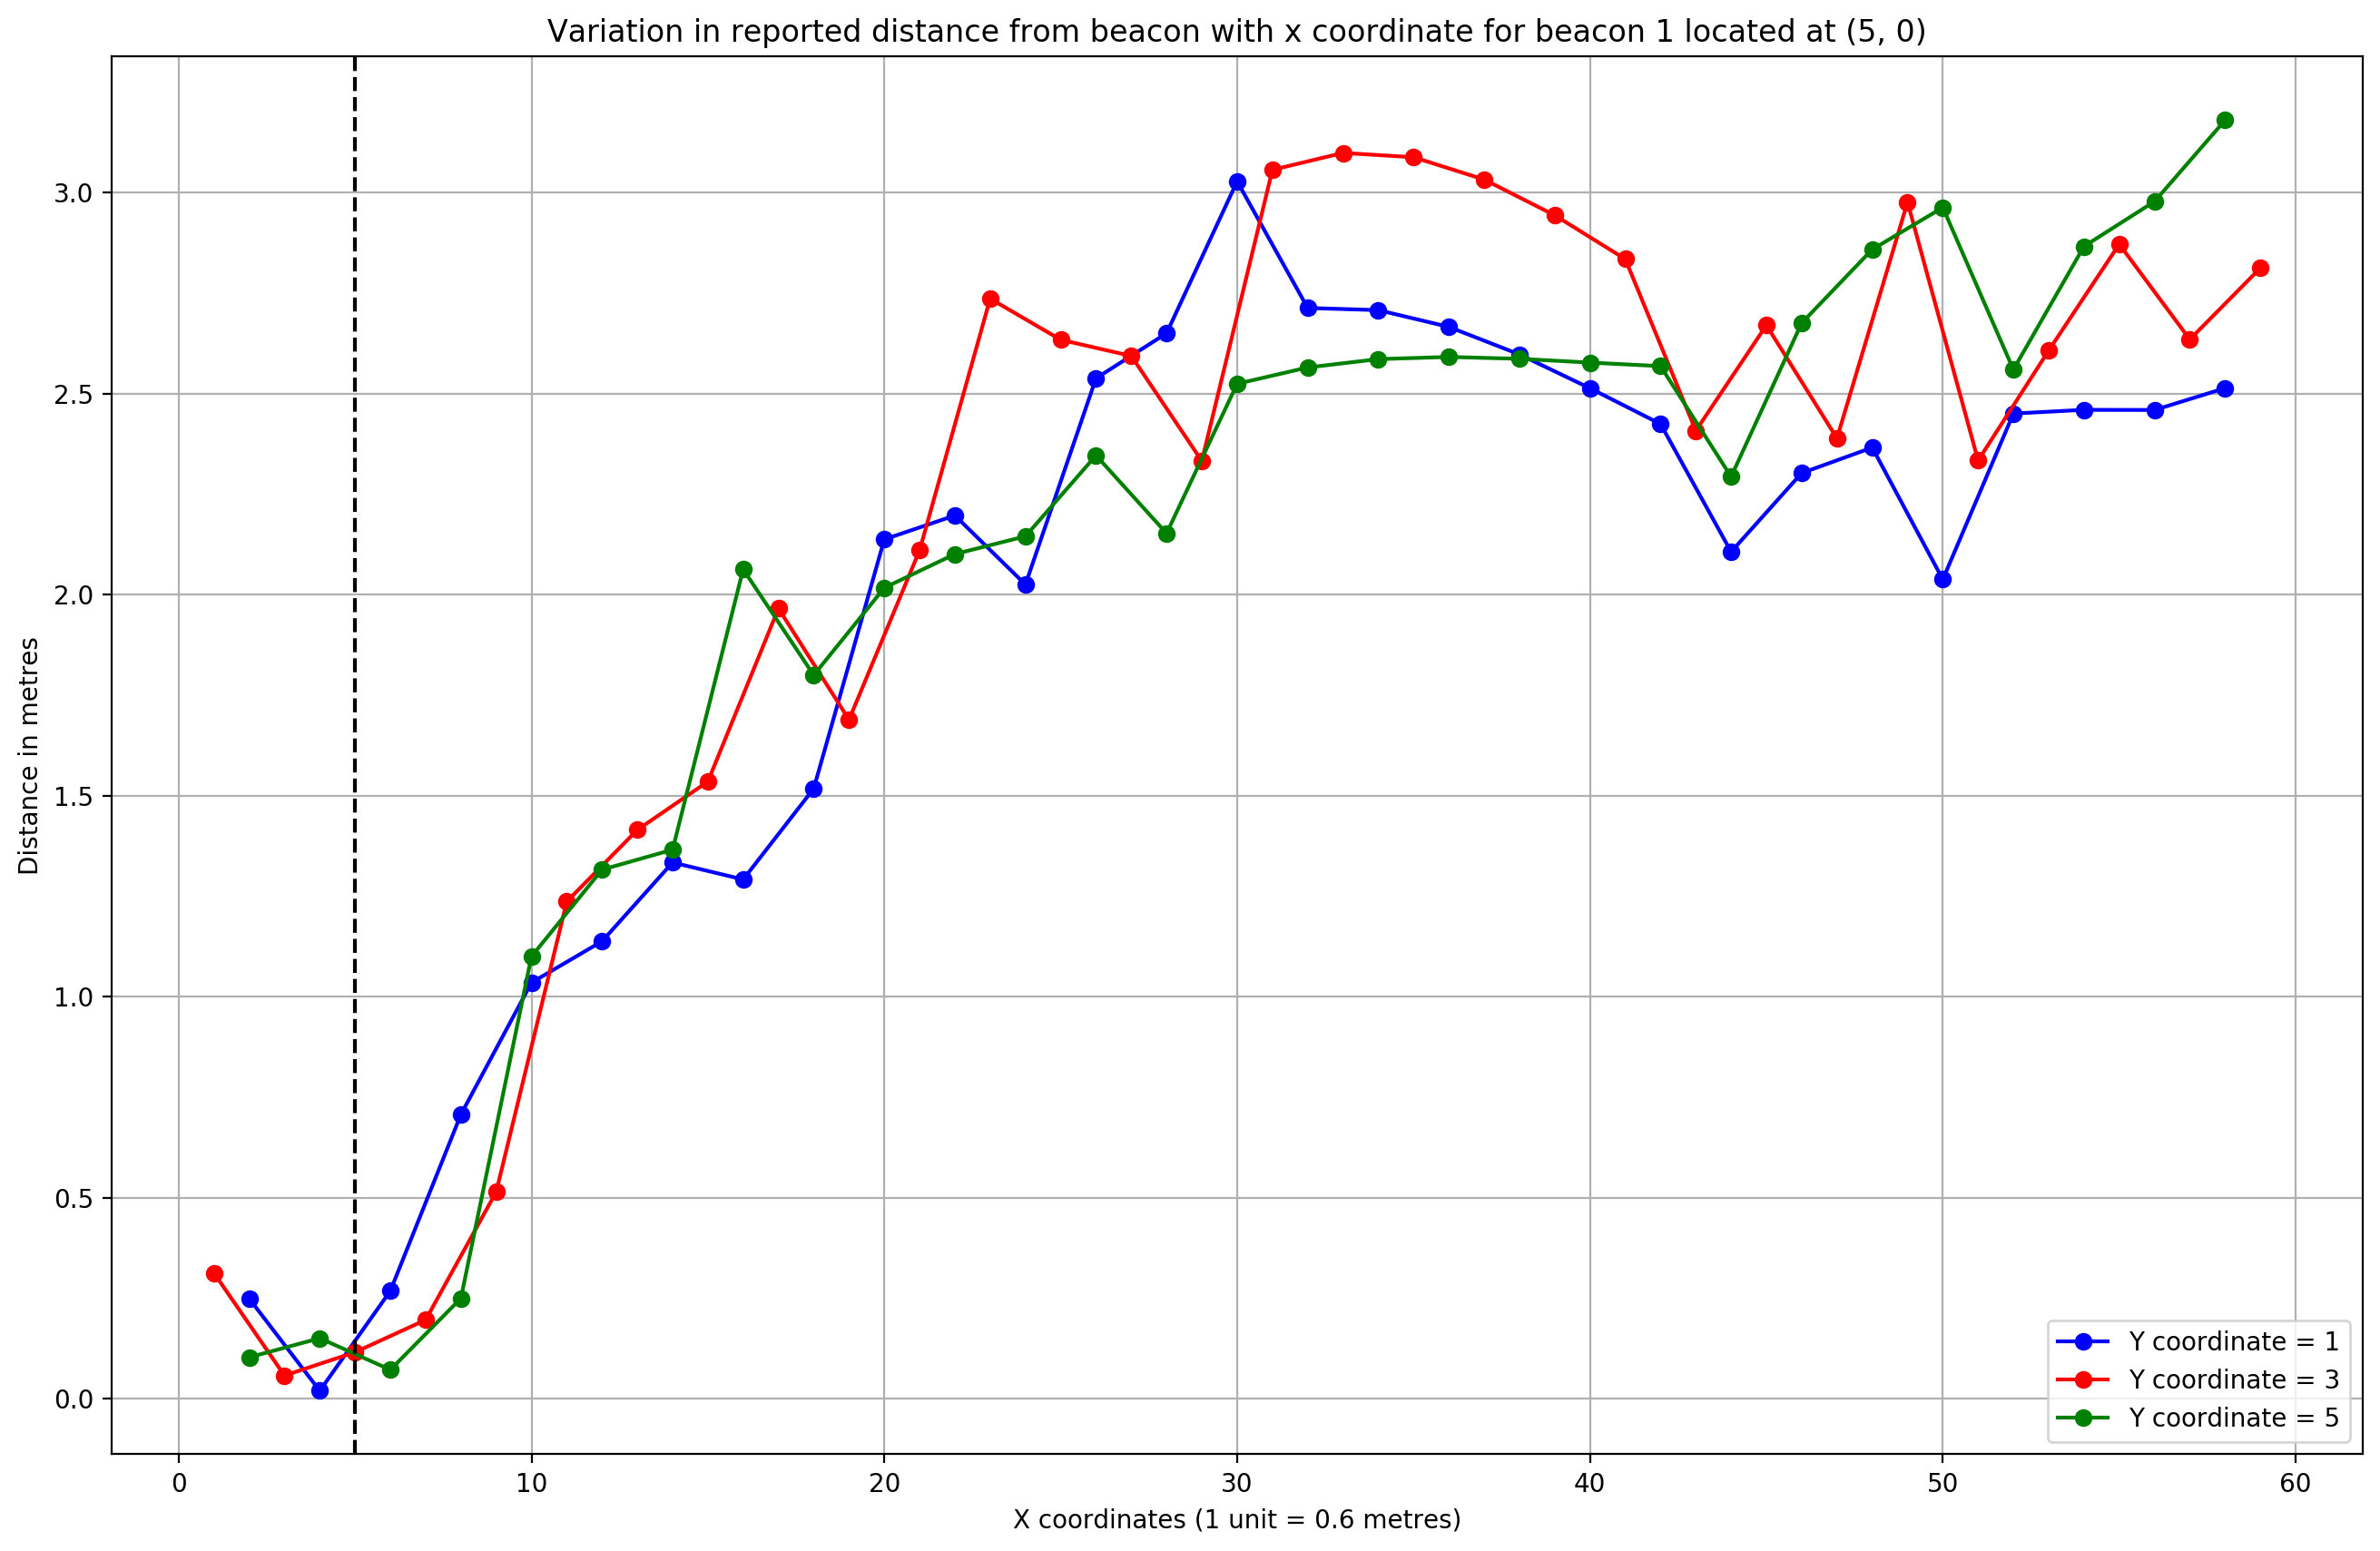 Variation in reported distance from beacon with x coordinate for beacon 1 located at (5, 0)
Distance in metres
3.0
2.5
2.0
1.5
1.0
0.5
0.0
0 10 20 30 40 50 60
X coordinates (1 unit = 0.6 metres)
Y coordinate = 1
Y coordinate = 3
Y coordinate = 5